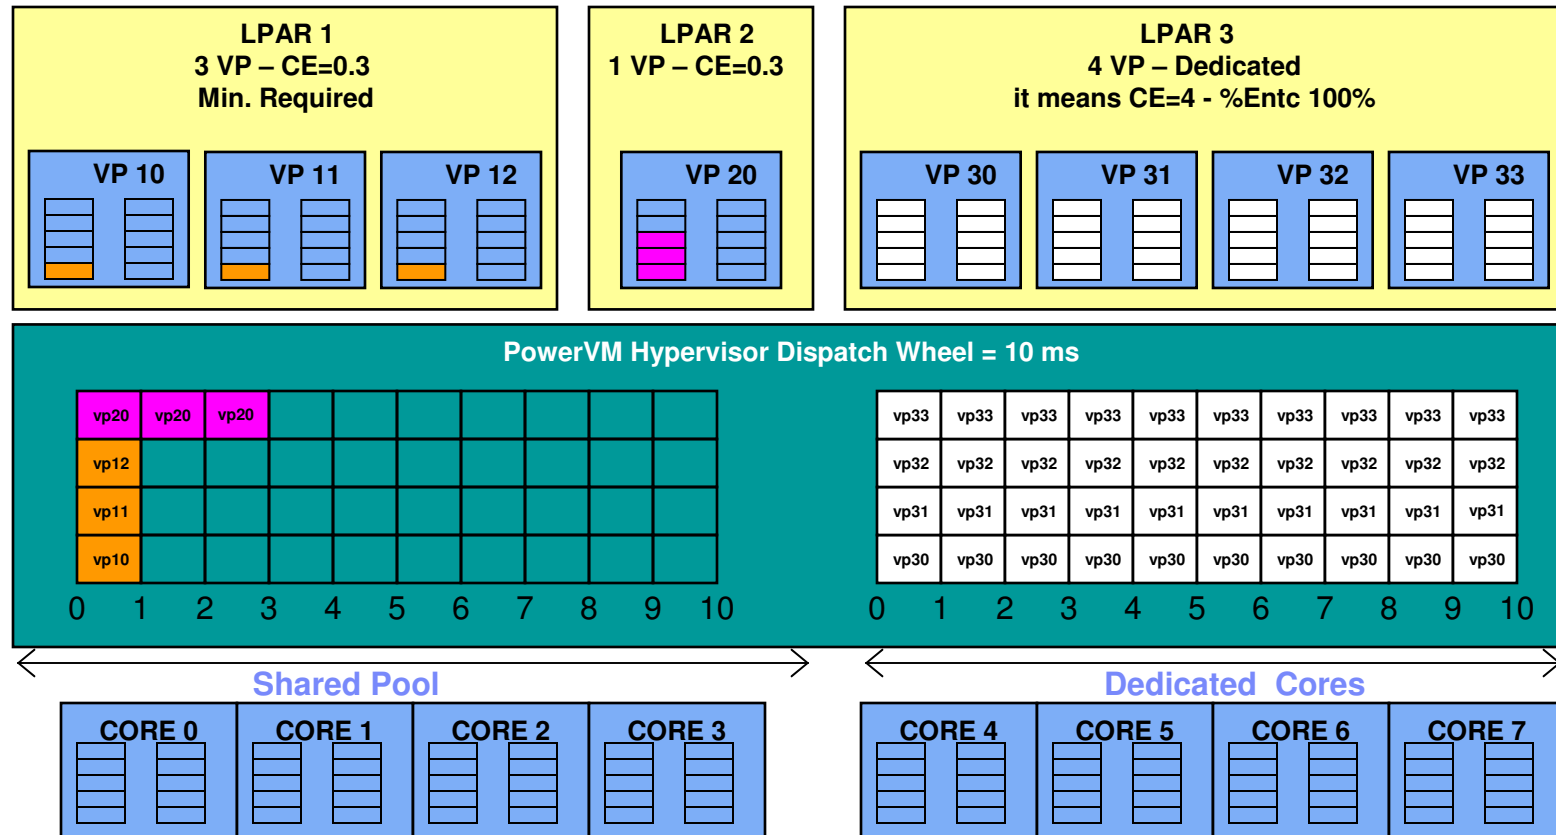 LPAR 1
3 VP – CE=0.3
Min. Required
VP 10
VP 11
VP 12
LPAR 2
1 VP – CE=0.3
VP 20
LPAR 3
4 VP – Dedicated
it means CE=4 - %Entc 100%
VP 30
VP 31
VP 32
VP 33
PowerVM Hypervisor Dispatch Wheel = 10 ms
vp20 vp20 vp20
vp12
vp11
vp10
0 1 2 3 4 5 6 7 8 9 10
vp33 vp33 vp33 vp33 vp33 vp33 vp33 vp33 vp33 vp33
vp32 vp32 vp32 vp32 vp32 vp32 vp32 vp32 vp32 vp32
vp31 vp31 vp31 vp31 vp31 vp31 vp31 vp31 vp31 vp31
vp30 vp30 vp30 vp30 vp30 vp30 vp30 vp30 vp30 vp30
0 1 2 3 4 5 6 7 8 9 10
Shared Pool
CORE 0
CORE 1
CORE 2
CORE 3
Dedicated Cores
CORE 4
CORE 5
CORE 6
CORE 7